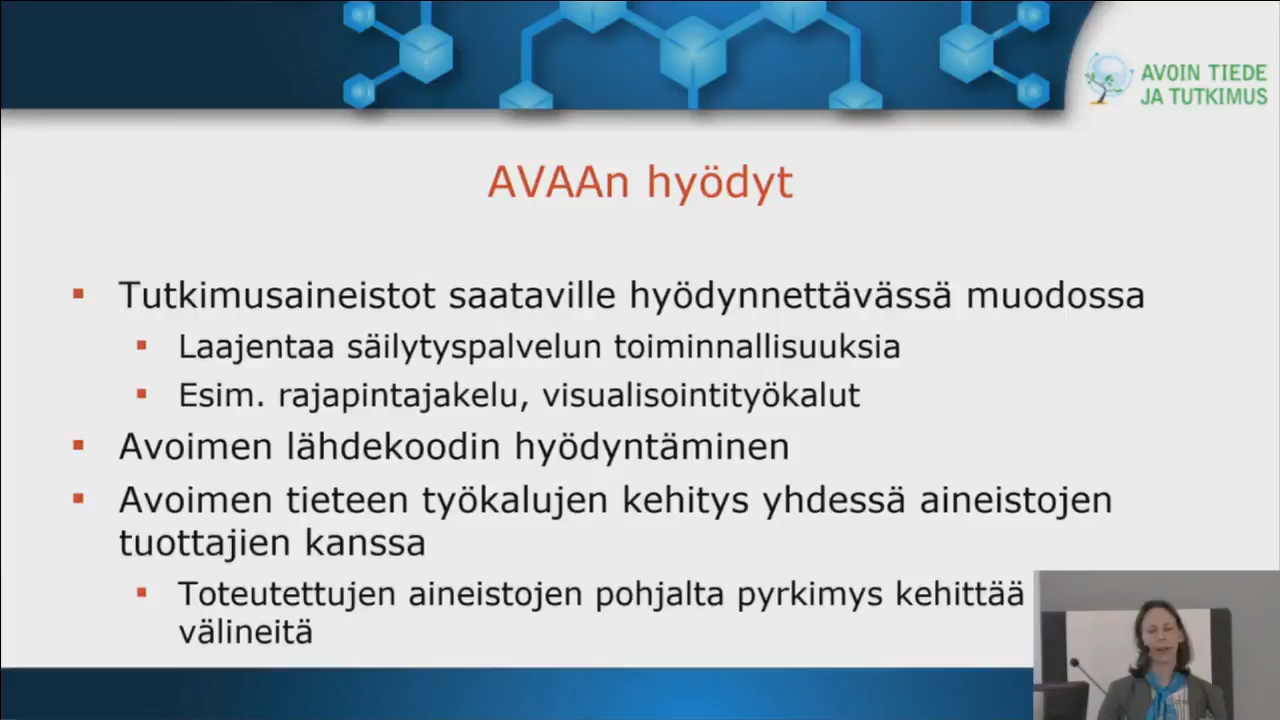 AVOIN TIEDE
JA TUTKIMUS
AVAAn hyödyt
Tutkimusaineistot saataville hyödynnettävässä muodossa
Laajentaa säilytyspalvelun toiminnallisuuksia
Esim. rajapintajakelu, visualisointityökalut
Avoimen lähdekoodin hyödyntäminen
Avoimen tieteen työkalujen kehitys yhdessä aineistojen
tuottajien kanssa
Toteutettujen aineistojen pohjalta pyrkimys kehittää
välineitä